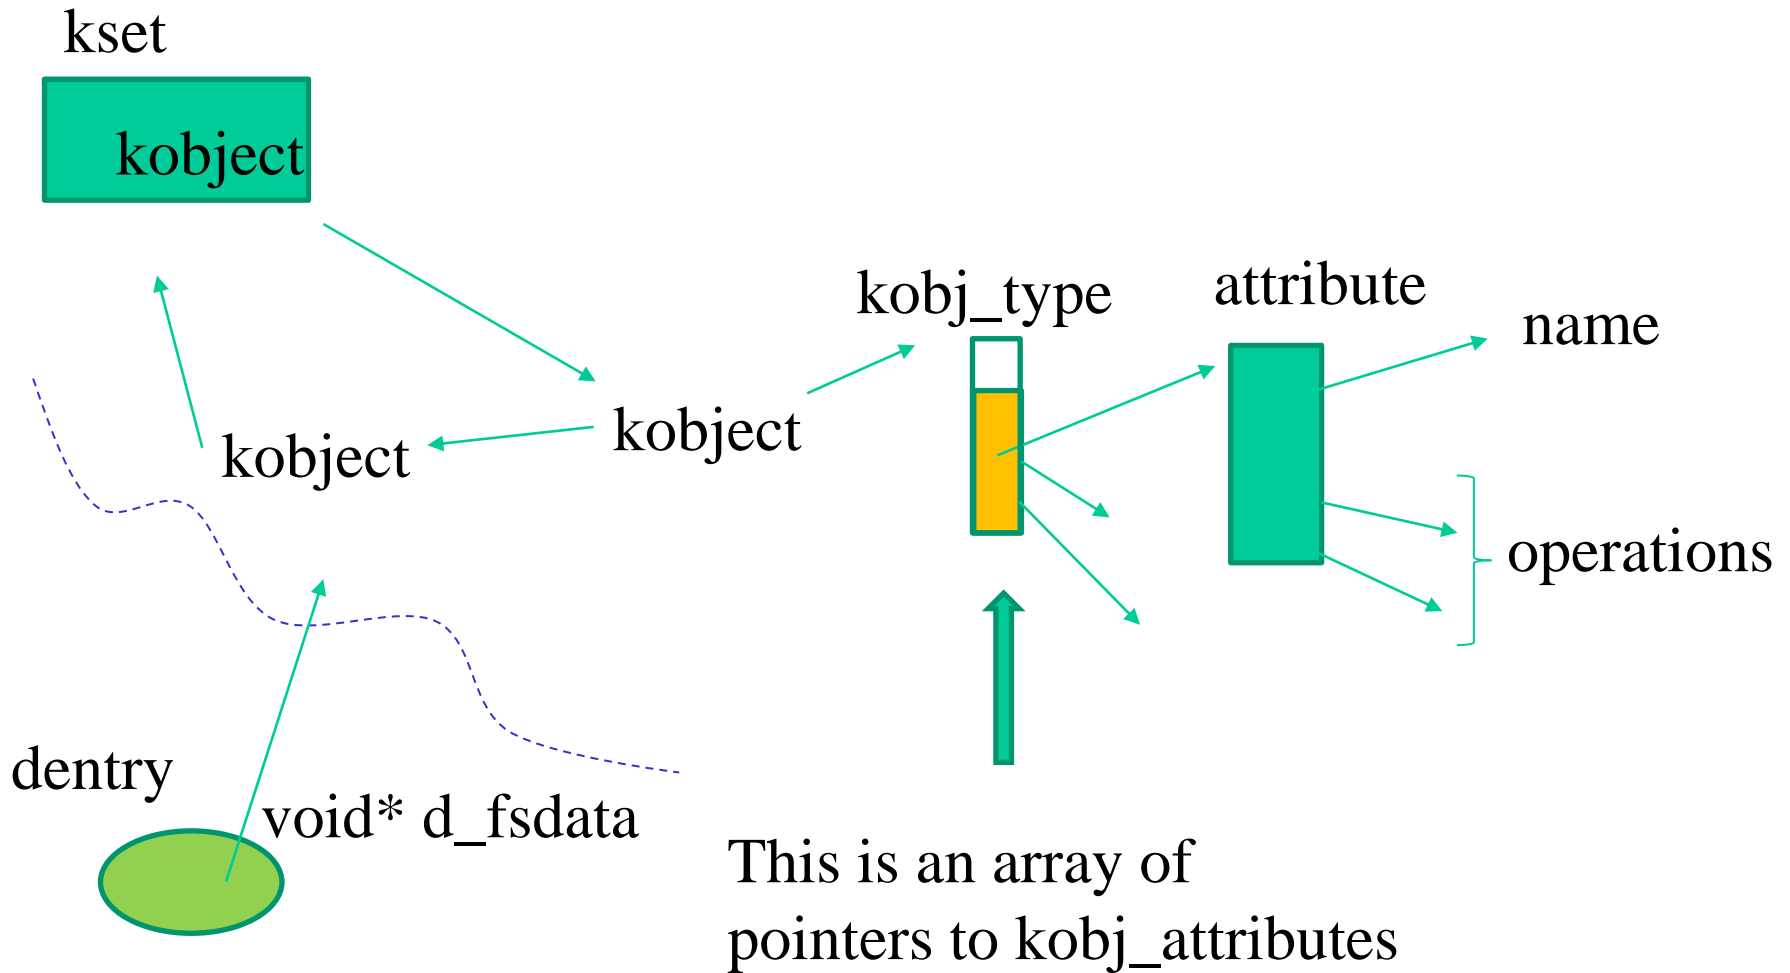 kset
kobject
kobj_type
attribute
name
kobject
kobject
operations
dentry
void* d_fsdata
This is an array of
pointers to kobj_attributes